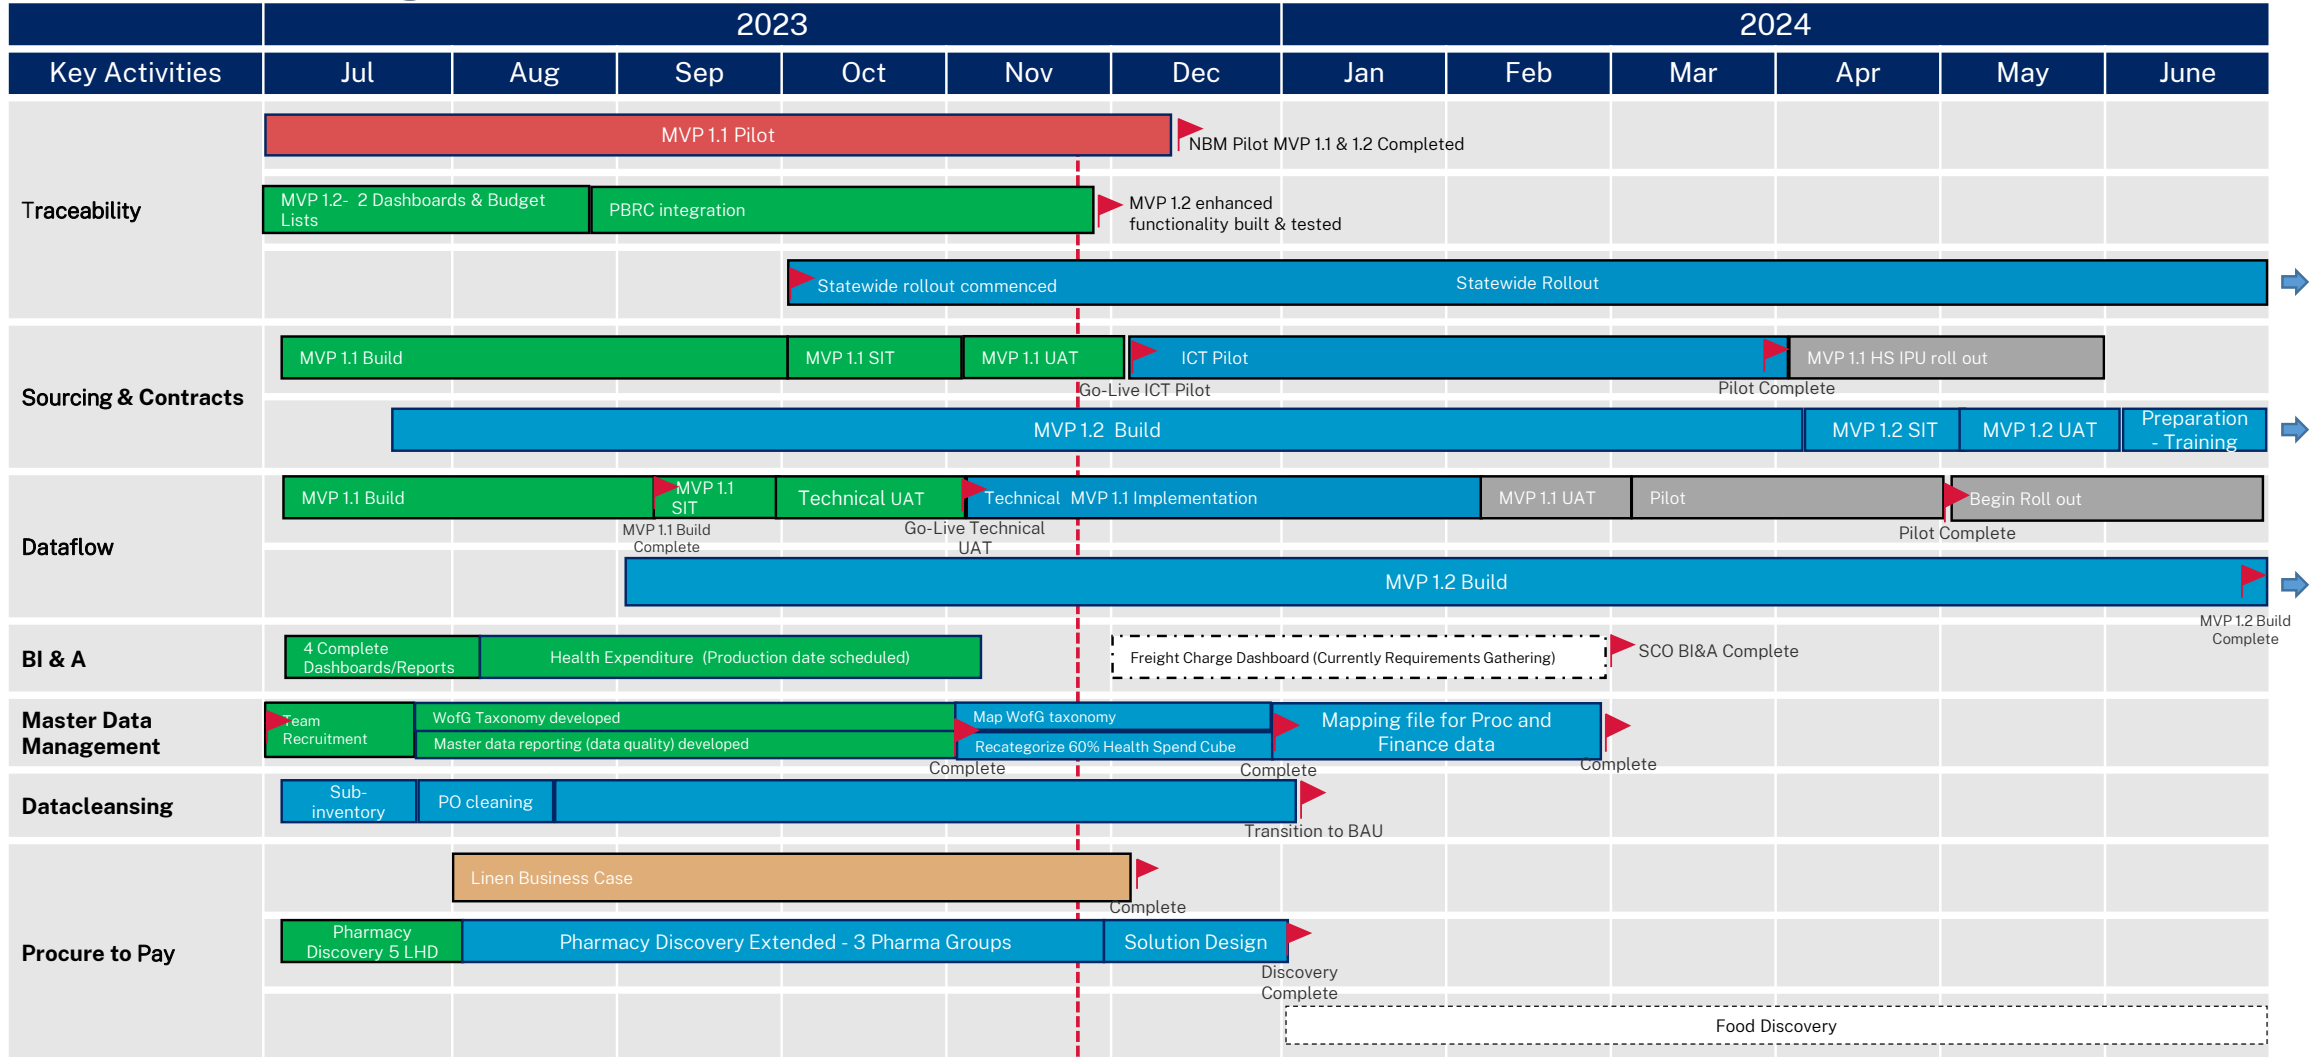 2023
2024
Key Activities
Jul
Aug
Sep
Oct
Nov
Dec
Jan
Feb
Mar
Apr
May
June
Traceability
MVP 1.1 Pilot
NBM Pilot MVP 1.1 & 1.2 Completed
MVP 1.2- 2 Dashboards & Budget
Lists
PBRC integration
MVP 1.2 enhanced
functionality built & tested
Statewide rollout commenced
Statewide Rollout
Sourcing & Contracts
MVP 1.1 Build
MVP 1.1 SIT
MVP 1.1 UAT
ICT Pilot
MVP 1.1 HS IPU roll out
Go-Live ICT Pilot
Pilot Complete
MVP 1.2 Build
MVP 1.2 SIT
MVP 1.2 UAT
Preparation
- Training
Dataflow
MVP 1.1 Build
MVP 1.1
SIT
Technical UAT
Technical MVP 1.1 Implementation
MVP 1.1 UAT
Pilot
Begin Roll out
MVP 1.1 Build
Complete
Go-Live Technical
UAT
Pilot Complete
MVP 1.2 Build
MVP 1.2 Build
Complete
BI & A
4 Complete
Dashboards/Reports
Health Expenditure (Production date scheduled)
Freight Charge Dashboard (Currently Requirements Gathering)
SCO BI&A Complete
Master Data
Management
Team
Recruitment
WofG Taxonomy developed
Master data reporting (data quality) developed
Map WofG taxonomy
Recategorize 60% Health Spend Cube
Mapping file for Proc and
Finance data
Complete
Complete
Complete
Datacleansing
Sub-
inventory
PO cleaning
Transition to BAU
Procure to Pay
Linen Business Case
Complete
Pharmacy
Discovery 5 LHD
Pharmacy Discovery Extended - 3 Pharma Groups
Solution Design
Discovery
Complete
Food Discovery